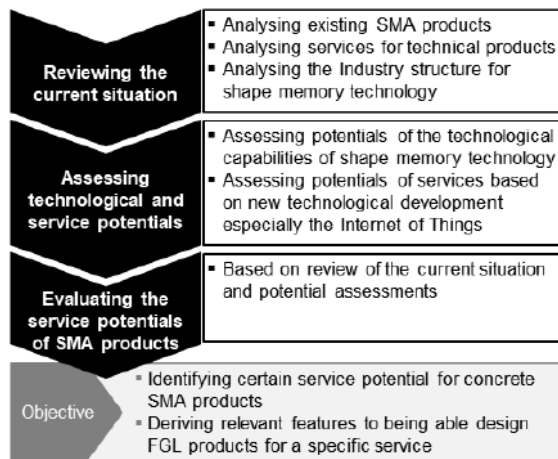 Reviewing the
current situation
▪ Analysing existing SMA products
▪ Analysing services for technical products
▪ Analysing the Industry structure for
shape memory technology
Assessing
technological and
service potentials
▪ Assessing potentials of the technological
capabilities of shape memory technology
▪ Assessing potentials of services based
on new technological development
especially the Internet of Things
Evaluating the
service potentials
of SMA products
▪ Based on review of the current situation
and potential assessments
Objective
▪ Identifying certain service potential for concrete
SMA products
▪ Deriving relevant features to being able design
FGL products for a specific service